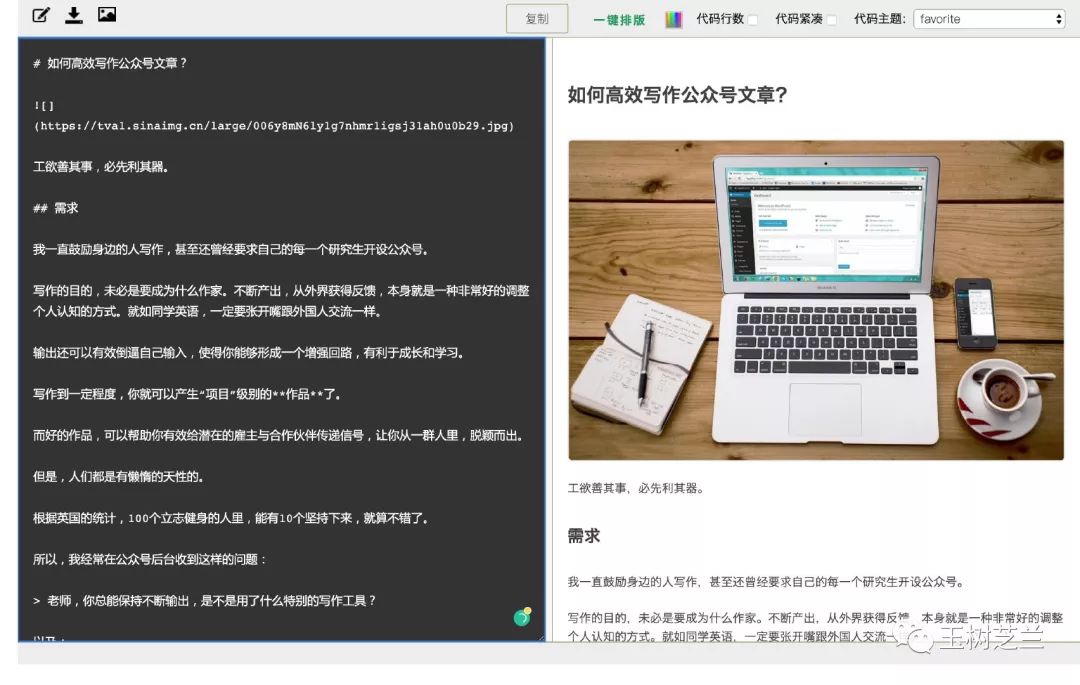 复制
一键排版
代码行数
代码紧凑
代码主题:
favorite
# 如何高效写作公众号文章？
![]
(https://tva1.sinaimg.cn/large/006y8mN6ly1g7nhmr1igsj31ah0u0b29.jpg)
工欲善其事，必先利其器。
## 需求
我一直鼓励身边的人写作，甚至还曾经要求自己的每一个研究生开设公众号。
写作的目的，未必是要成为什么作家。不断产出，从外界获得反馈，本身就是一种非常好的调整
个人认知的方式。就如同学英语，一定要张开嘴跟外国人交流一样。
输出还可以有效倒逼自己输入，使得你能够形成一个增强回路，有利于成长和学习。
写作到一定程度，你就可以产生“项目”级别的**作品**了。
而好的作品，可以帮助你有效给潜在的雇主与合作伙伴传递信号，让你从一群人里，脱颖而出。
但是，人们都是有懒惰的天性的。
根据英国的统计，100个立志健身的人里，能有10个坚持下来，就算不错了。
所以，我经常在公众号后台收到这样的问题：
> 老师，你总能保持不断输出，是不是用了什么特别的写作工具？
以及：
如何高效写作公众号文章？
工欲善其事，必先利其器。
需求
我一直鼓励身边的人写作，甚至还曾经要求自己的每一个研究生开设公众号。
写作的目的，未必是要成为什么作家。不断产出，从外界获得反馈，本身就是一种非常好的调整
个人认知的方式。就如同学英语，一定要张开嘴跟外国人交流一
玉树芝兰